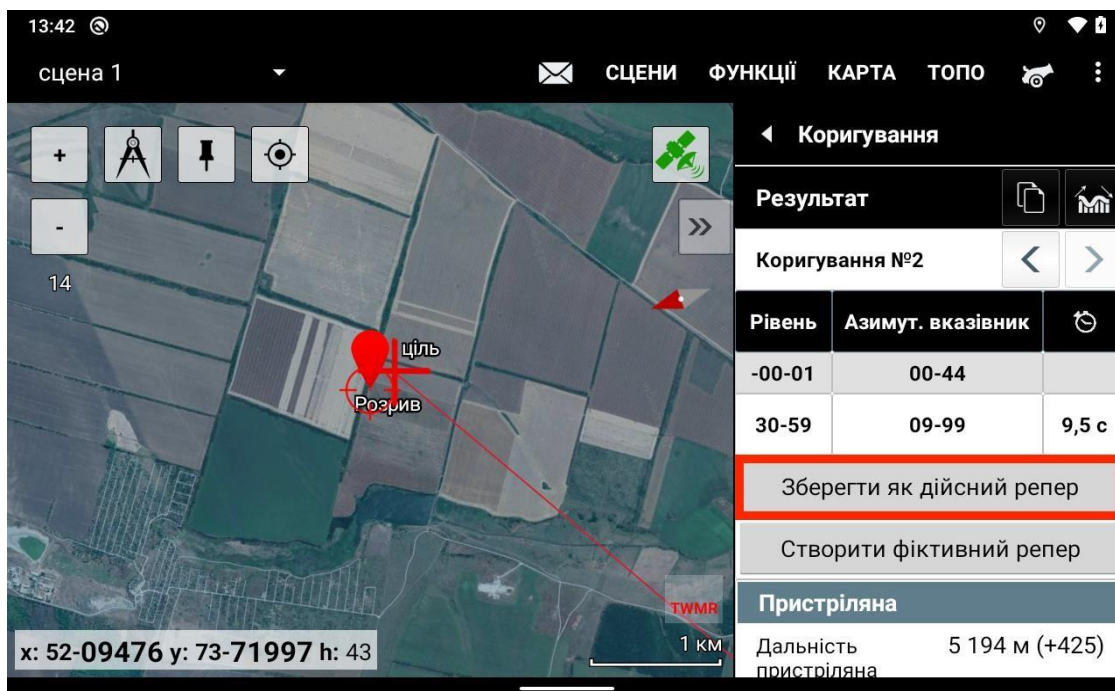 13:42
сцена 1
СЦЕНИ ФУНКЦІЇ КАРТА ТОПО
+
-
14
ціль
Розрив
TWMR
1 км
x: 52-09476 y: 73-71997 h: 43
Коригування
Результат
Коригування №2
Рівень Азимут. вказівник
-00-01 00-44
30-59 09-99 9,5 с
Зберегти як дійсний репер
Створити фіктивний репер
Пристріляна
Дальність 5 194 м (+425)
пристріляна